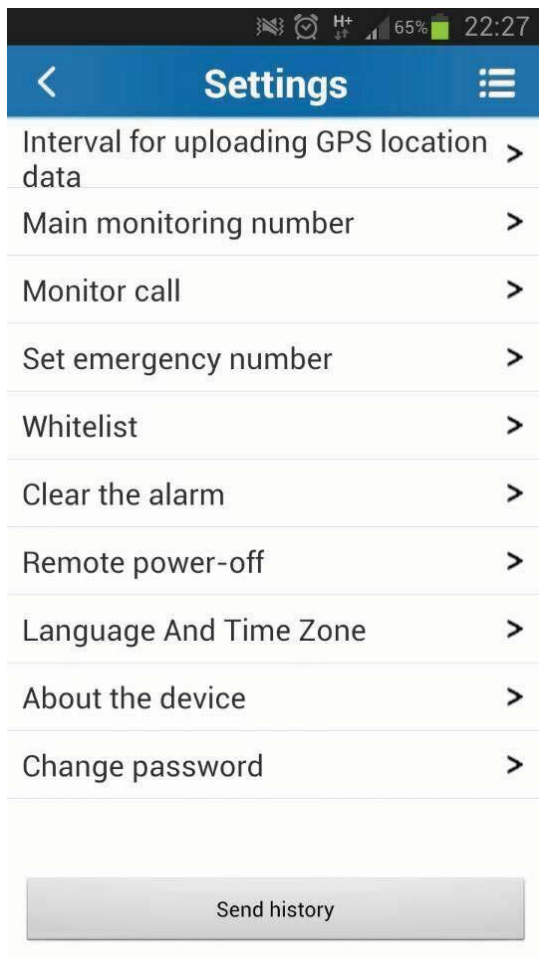 H+ 65% 22:27
Settings
Interval for uploading GPS location
data
Main monitoring number
Monitor call
Set emergency number
Whitelist
Clear the alarm
Remote power-off
Language And Time Zone
About the device
Change password
Send history